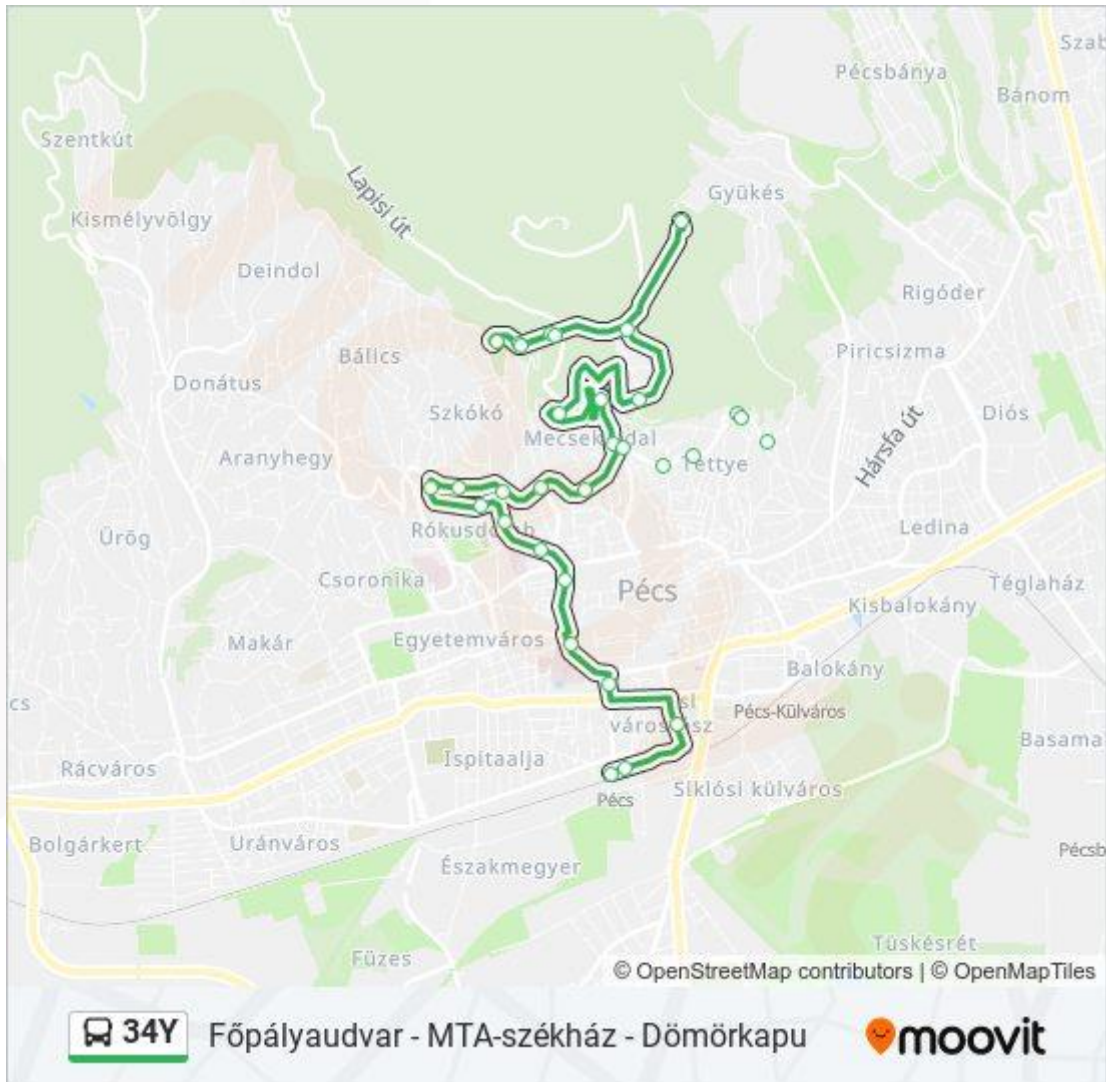 Szab
Pécsbánya
Bánom
Szentkút
Lapisi út
Gyükés
Kismélyvölgy
Deindol
Rigóder
Bálics
Piricsizma
Donátus
Szkókó
Diós
Hársfa út
Tettye
Aranyhegy
Ledina
Ürög
Csoronika
Pécs
Téglaház
Kisbalokány
Makár
Egyetemváros
Balokány
cs
Pécs-Külváros
Basama
Ispitaalja
Rácváros
Pécs
Siklósi külváros
Bolgárkert
Uránváros
Pécsb
Északmegyer
Tüskésrét
Füzes
© OpenStreetMap contributors | © OpenMapTiles
34Y Főpályaudvar - MTA-székház - Dömörkapu moovit